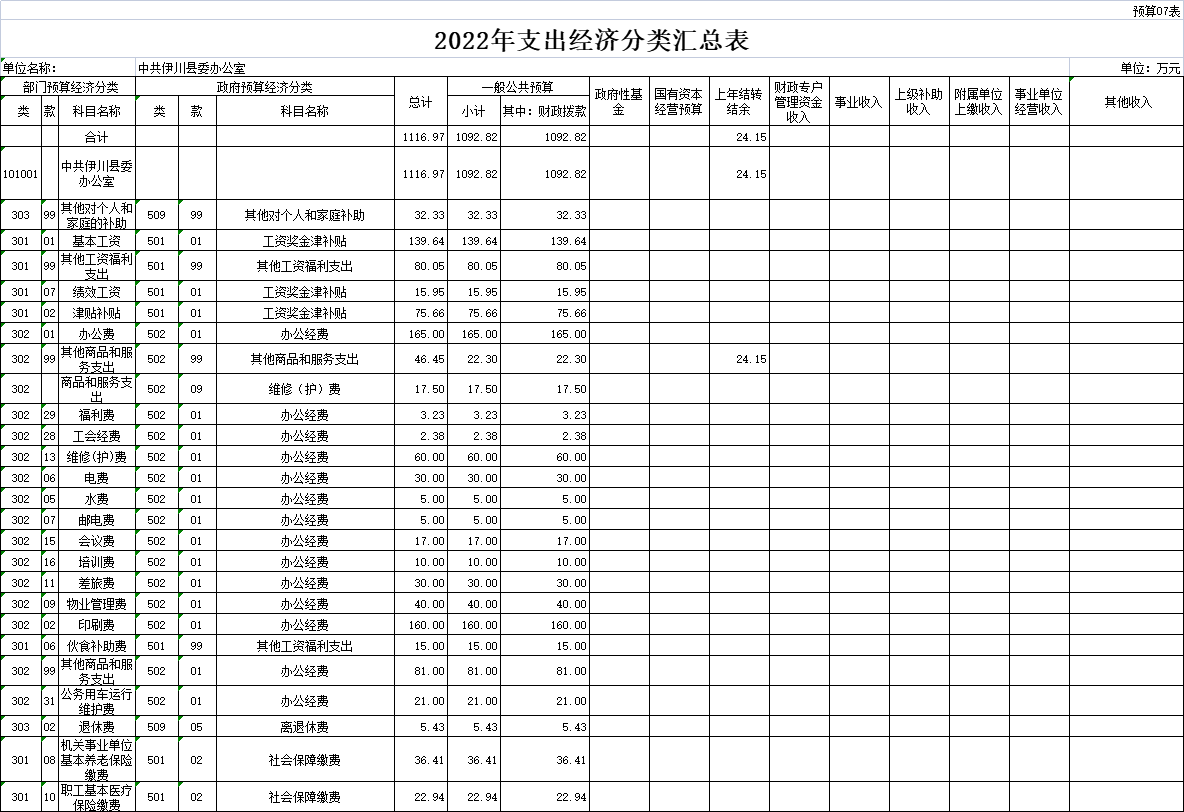 预算07表
2022年支出经济分类汇总表
单位名称: 中共伊川县委办公室 单位：万元
部门预算经济分类 政府预算经济分类 总计 一般公共预算 政府性基金 国有资本经营预算 上年结转结余 财政专户管理资金收入 事业收入 上级补助收入 附属单位上缴收入 事业单位经营收入 其他收入
类 款 科目名称 类 款 科目名称 小计 其中：财政拨款
合计 1116.97 1092.82 1092.82 24.15
101001 中共伊川县委办公室 1116.97 1092.82 1092.82 24.15
303 99 其他对个人和家庭的补助 509 99 其他对个人和家庭补助 32.33 32.33 32.33
301 01 基本工资 501 01 工资奖金津补贴 139.64 139.64 139.64
301 99 其他工资福利支出 501 99 其他工资福利支出 80.05 80.05 80.05
301 07 绩效工资 501 01 工资奖金津补贴 15.95 15.95 15.95
301 02 津贴补贴 501 01 工资奖金津补贴 75.66 75.66 75.66
302 01 办公费 502 01 办公经费 165.00 165.00 165.00
302 99 其他商品和服务支出 502 99 其他商品和服务支出 46.45 22.30 22.30 24.15
302 商品和服务支出 502 09 维修（护）费 17.50 17.50 17.50
302 29 福利费 502 01 办公经费 3.23 3.23 3.23
302 28 工会经费 502 01 办公经费 2.38 2.38 2.38
302 13 维修(护)费 502 01 办公经费 60.00 60.00 60.00
302 06 电费 502 01 办公经费 30.00 30.00 30.00
302 05 水费 502 01 办公经费 5.00 5.00 5.00
302 07 邮电费 502 01 办公经费 5.00 5.00 5.00
302 15 会议费 502 01 办公经费 17.00 17.00 17.00
302 16 培训费 502 01 办公经费 10.00 10.00 10.00
302 11 差旅费 502 01 办公经费 30.00 30.00 30.00
302 09 物业管理费 502 01 办公经费 40.00 40.00 40.00
302 02 印刷费 502 01 办公经费 160.00 160.00 160.00
301 06 伙食补助费 501 99 其他工资福利支出 15.00 15.00 15.00
302 99 其他商品和服务支出 502 01 办公经费 81.00 81.00 81.00
302 31 公务用车运行维护费 502 01 办公经费 21.00 21.00 21.00
303 02 退休费 509 05 离退休费 5.43 5.43 5.43
301 08 机关事业单位基本养老保险缴费 501 02 社会保障缴费 36.41 36.41 36.41
301 10 职工基本医疗保险缴费 501 02 社会保障缴费 22.94 22.94 22.94